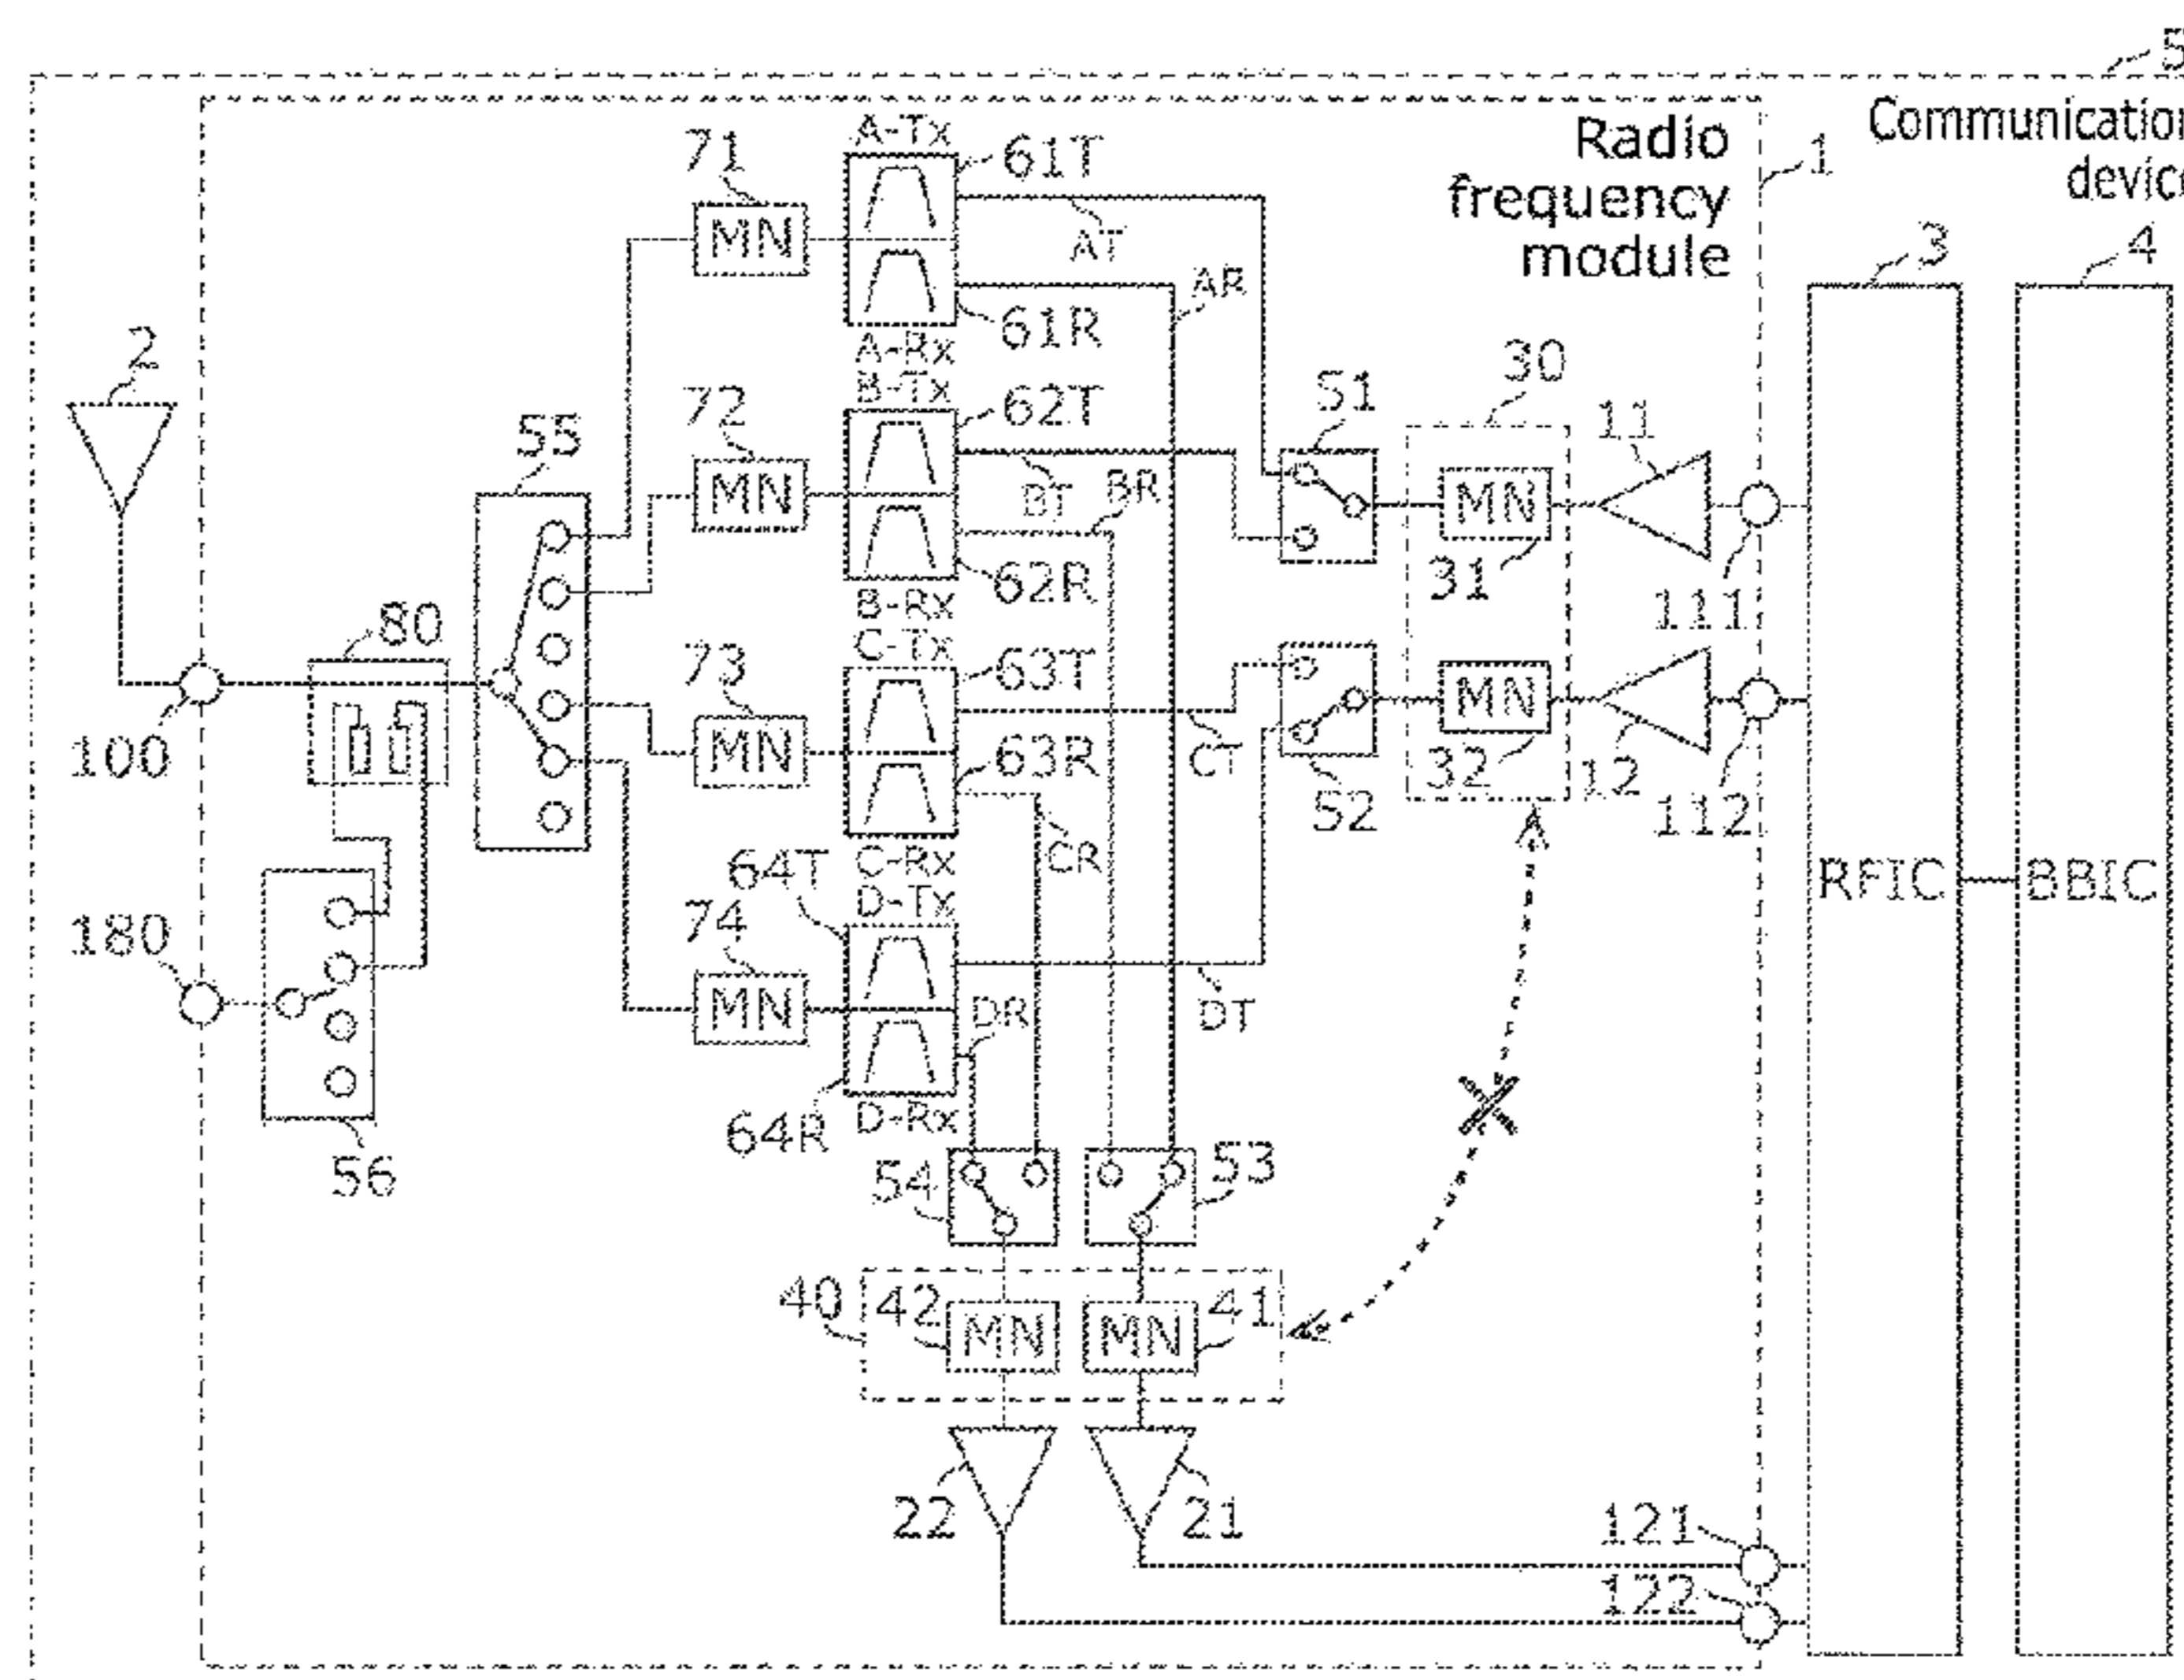 5
Communication
device
Radio
frequency
module
1
A-Tx
61T
71
MN
AT
AR
61R
A-Rx
3
4
2
B-Tx
62T
72
MN
BT
BR
62R
B-Rx
55
51
30
11
MN
31
111
80
C-Tx
63T
73
MN
63R
C-Rx
CT
CR
52
MN
32
12
112
100
RFIC
BBIC
64T
D-Tx
74
MN
DR
DT
64R
D-Rx
180
56
54
53
40
42
MN
MN
41
22
21
121
122